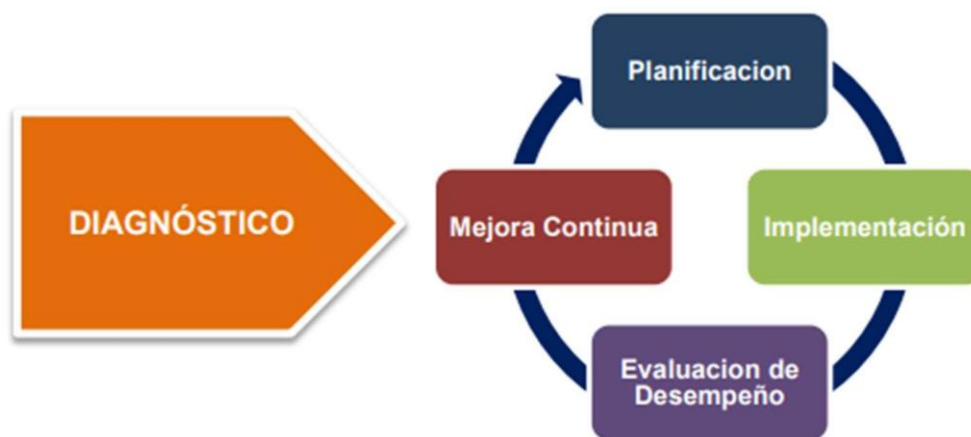 Planificacion
DIAGNÓSTICO
Mejora Continua
Implementación
Evaluacion de
Desempeño